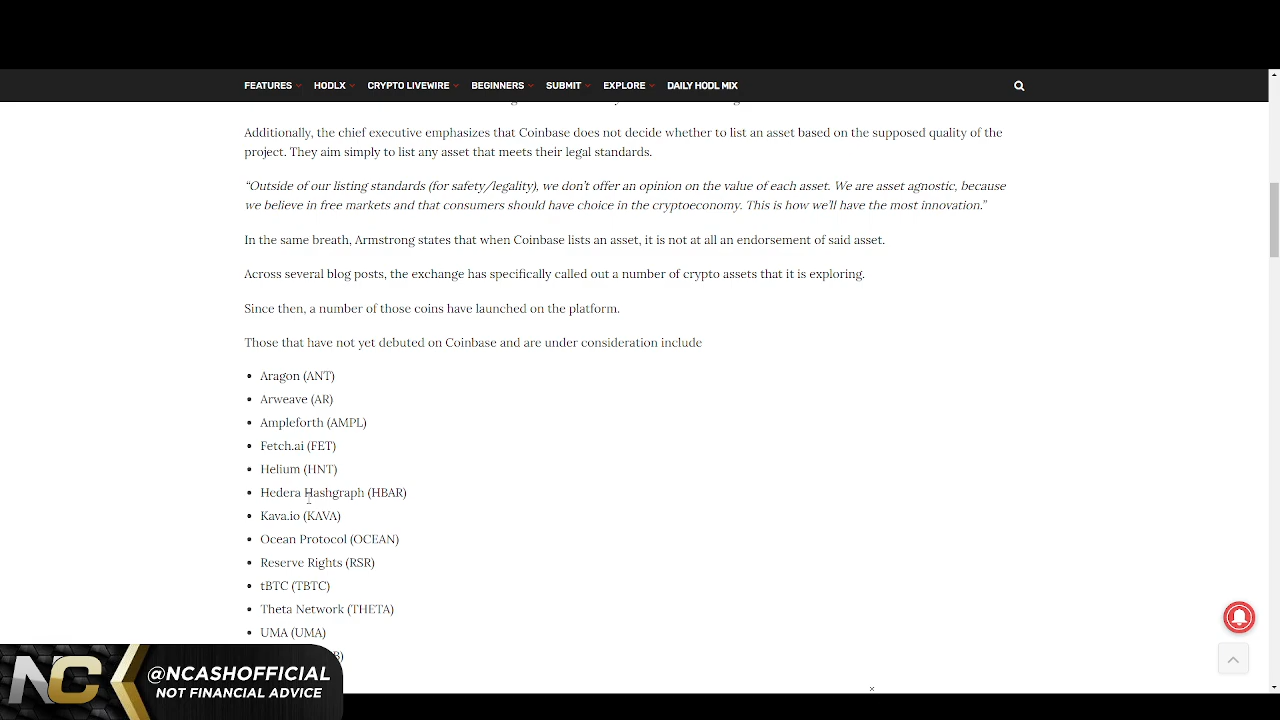 FEATURES HODLX CRYPTO LIVEWIRE BEGINNERS SUBMIT EXPLORE DAILY HODL MIX
Additionally, the chief executive emphasizes that Coinbase does not decide whether to list an asset based on the supposed quality of the
project. They aim simply to list any asset that meets their legal standards.
“Outside of our listing standards (for safety/legality), we don’t offer an opinion on the value of each asset. We are asset agnostic, because
we believe in free markets and that consumers should have choice in the cryptoeconomy. This is how we’ll have the most innovation.”
In the same breath, Armstrong states that when Coinbase lists an asset, it is not at all an endorsement of said asset.
Across several blog posts, the exchange has specifically called out a number of crypto assets that it is exploring.
Since then, a number of those coins have launched on the platform.
Those that have not yet debuted on Coinbase and are under consideration include
• Aragon (ANT)
• Arweave (AR)
• Ampleforth (AMPL)
• Fetch.ai (FET)
• Helium (HNT)
• Hedera Hashgraph (HBAR)
• Kava.io (KAVA)
• Ocean Protocol (OCEAN)
• Reserve Rights (RSR)
• tBTC (TBTC)
• Theta Network (THETA)
• UMA (UMA)
NC
@NCASHOFFICIAL
NOT FINANCIAL ADVICE